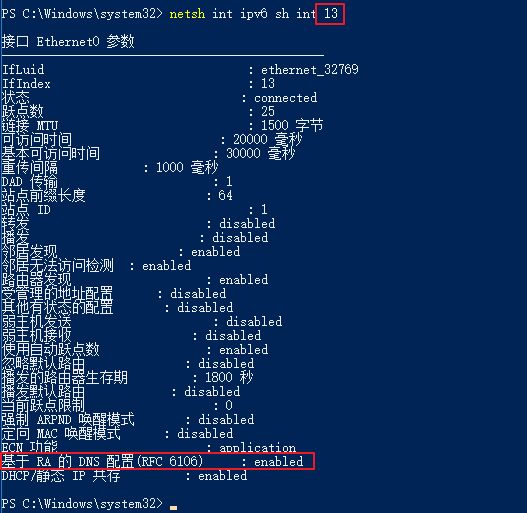 PS C:\Windows\system32> netsh int ipv6 sh int 13
接口 Ethernet0 参数
----------------------------------------------
IfLuid : ethernet_32769
IfIndex : 13
状态 : connected
跃点数 : 25
链接 MTU : 1500 字节
可访问时间 : 20000 毫秒
基本可访问时间 : 30000 毫秒
重传间隔 : 1000 毫秒
DAD 传输 : 1
站点前缀长度 : 64
站点 ID : 1
转发 : disabled
播发 : disabled
邻居发现 : enabled
邻居无法访问检测 : enabled
路由器发现 : enabled
受管理的地址配置 : disabled
其他有状态的配置 : disabled
弱主机发送 : disabled
弱主机接收 : disabled
使用自动跃点数 : enabled
忽略默认路由 : disabled
播发的路由器生存期 : 1800 秒
播发默认路由 : disabled
当前跃点限制 : 0
强制 ARPND 唤醒模式 : disabled
定向 MAC 唤醒模式 : disabled
ECN 功能 : application
基于 RA 的 DNS 配置(RFC 6106) : enabled
DHCP/静态 IP 共存 : enabled
PS C:\Windows\system32>